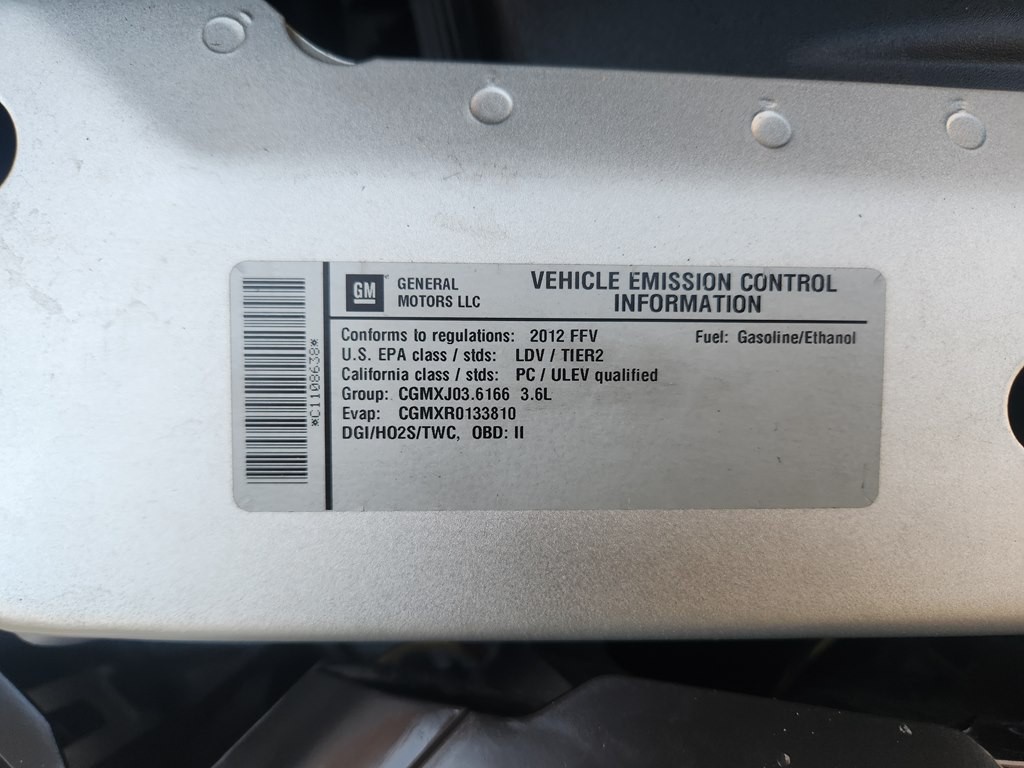 *C1108638*
GM GENERAL
MOTORS LLC
VEHICLE EMISSION CONTROL
INFORMATION
Conforms to regulations: 2012 FFV Fuel: Gasoline/Ethanol
U.S. EPA class / stds: LDV / TIER2
California class / stds: PC / ULEV qualified
Group: CGMXJ03.6166 3.6L
Evap: CGMXR0133810
DGI/HO2S/TWC, OBD: II